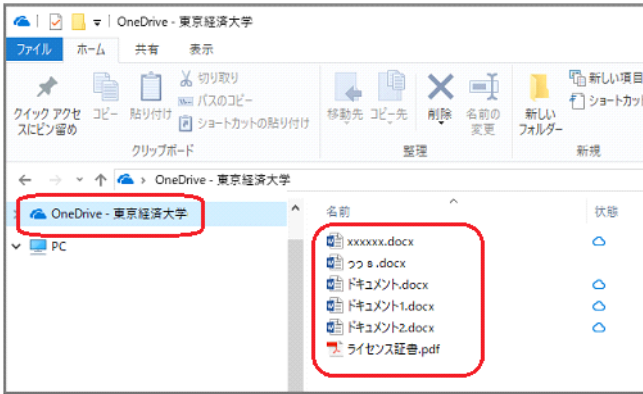 OneDrive - 東京経済大学
ファイル ホーム 共有 表示
クイック アクセスにピン留め
コピー
貼り付け
切り取り
パスのコピー
ショートカットの貼り付け
移動先
コピー先
削除
名前の変更
新しいフォルダー
新しい項目
ショートカッ
クリップボード 整理 新規
OneDrive - 東京経済大学
OneDrive - 東京経済大学
PC
名前 状態
xxxxxx.docx
ドキュメント.docx
ドキュメント1.docx
ドキュメント2.docx
ライセンス証書.pdf